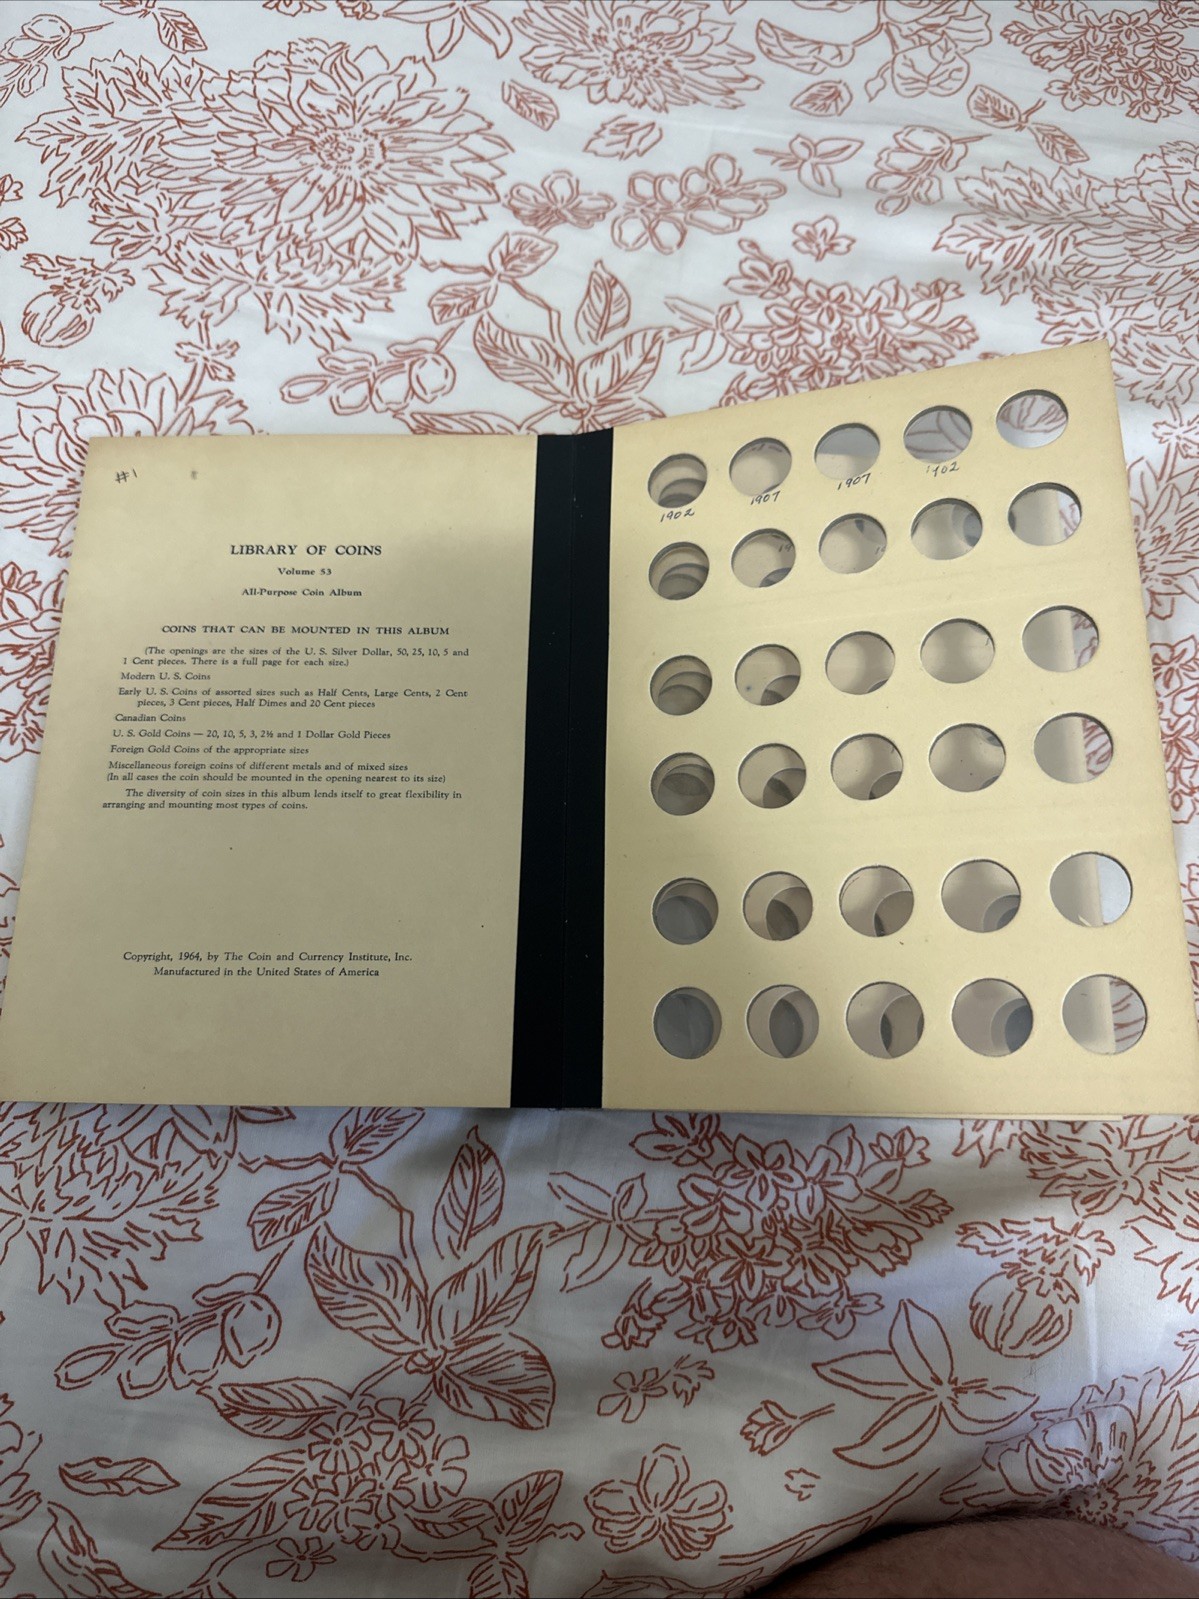 #1
LIBRARY OF COINS
Volume 53
All-Purpose Coin Album
COINS THAT CAN BE MOUNTED IN THIS ALBUM
(The openings are the sizes of the U. S. Silver Dollar, 50, 25, 10, 5 and
1 Cent pieces. There is a full page for each size.)
Modern U. S. Coins
Early U. S. Coins of assorted sizes such as Half Cents, Large Cents, 2 Cent
pieces, 3 Cent pieces, Half Dimes and 20 Cent pieces
Canadian Coins
U. S. Gold Coins — 20, 10, 5, 3, 2½ and 1 Dollar Gold Pieces
Foreign Gold Coins of the appropriate sizes
Miscellaneous foreign coins of different metals and of mixed sizes
(In all cases the coin should be mounted in the opening nearest to its size)
The diversity of coin sizes in this album lends itself to great flexibility in
arranging and mounting most types of coins.
Copyright, 1964, by The Coin and Currency Institute, Inc.
Manufactured in the United States of America
1902 1907 1907